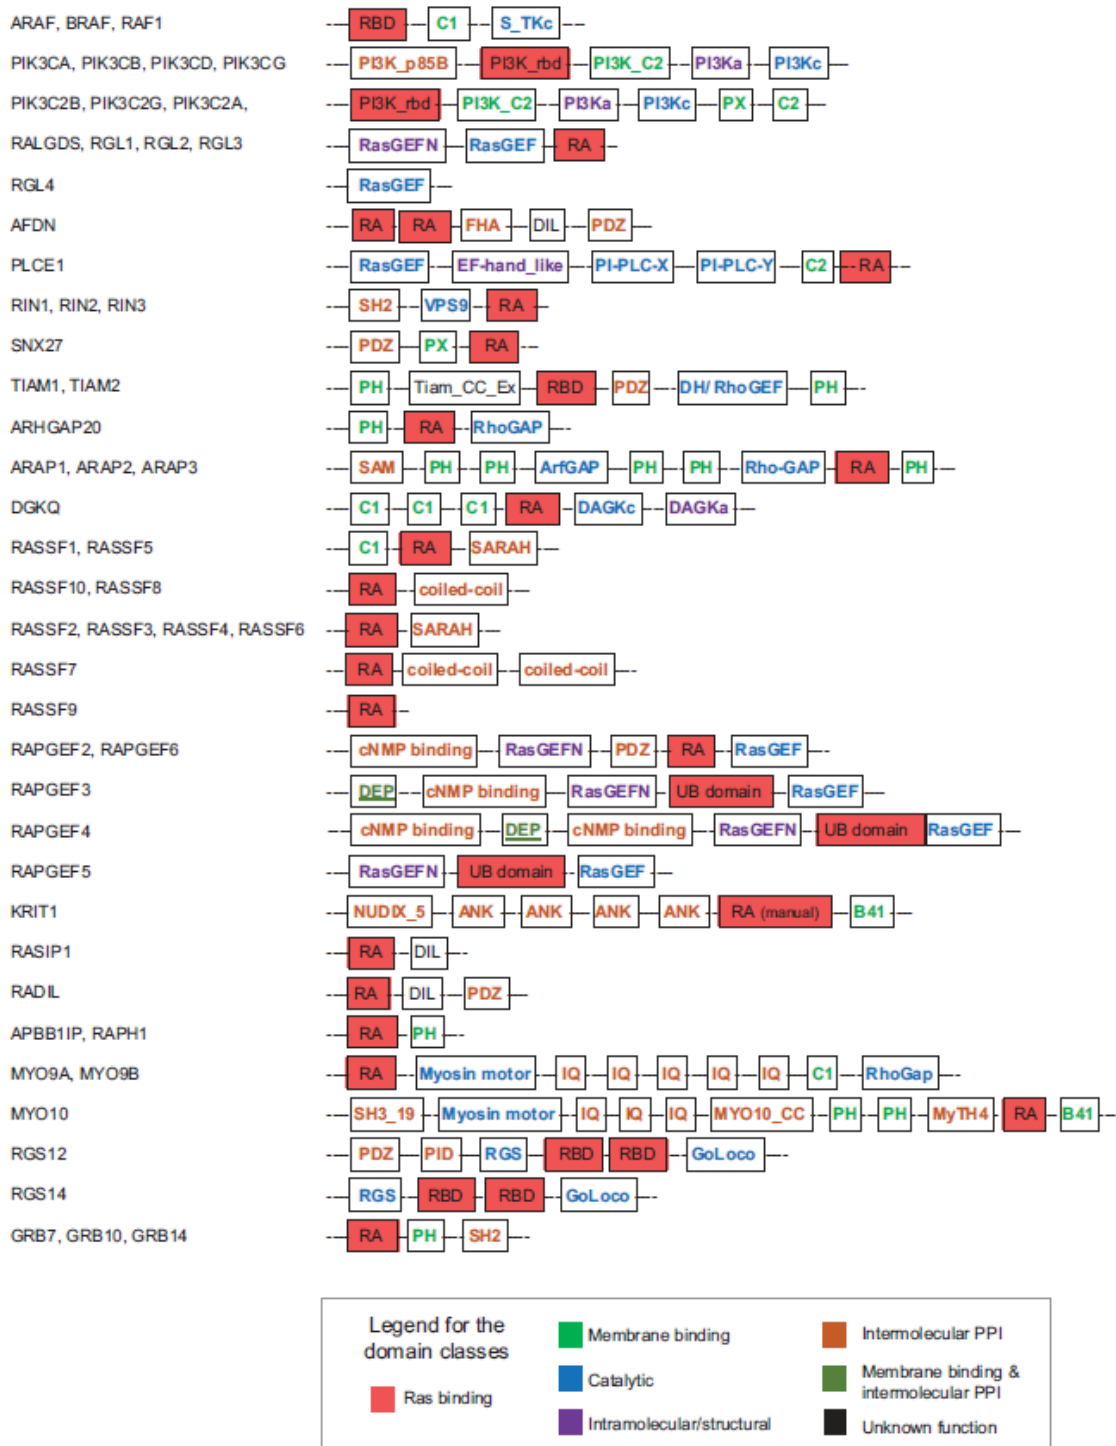 ARAF, BRAF, RAF1 RBD C1 S_TKc
PIK3CA, PIK3CB, PIK3CD, PIK3CG PI3K_p85B PI3K_rbd PI3K_C2 PI3Ka PI3Kc
PIK3C2B, PIK3C2G, PIK3C2A, PI3K_rbd PI3K_C2 PI3Ka PI3Kc PX C2
RALGDS, RGL1, RGL2, RGL3 RasGEFN RasGEF RA
RGL4 RasGEF
AFDN RA RA FHA DIL PDZ
PLCE1 RasGEF EF-hand_like PI-PLC-X PI-PLC-Y C2 RA
RIN1, RIN2, RIN3 SH2 VPS9 RA
SNX27 PDZ PX RA
TIAM1, TIAM2 PH Tiam_CC_Ex RBD PDZ DH/ RhoGEF PH
ARHGAP20 PH RA RhoGAP
ARAP1, ARAP2, ARAP3 SAM PH PH ArfGAP PH PH Rho-GAP RA PH
DGKQ C1 C1 C1 RA DAGKc DAGKa
RASSF1, RASSF5 C1 RA SARAH
RASSF10, RASSF8 RA coiled-coil
RASSF2, RASSF3, RASSF4, RASSF6 RA SARAH
RASSF7 RA coiled-coil coiled-coil
RASSF9 RA
RAPGEF2, RAPGEF6 cNMP binding RasGEFN PDZ RA RasGEF
RAPGEF3 DEP cNMP binding RasGEFN UB domain RasGEF
RAPGEF4 cNMP binding DEP cNMP binding RasGEFN UB domain RasGEF
RAPGEF5 RasGEFN UB domain RasGEF
KRIT1 NUDIX_5 ANK ANK ANK ANK RA (manual) B41
RASIP1 RA DIL
RADIL RA DIL PDZ
APBB1IP, RAPH1 RA PH
MYO9A, MYO9B RA Myosin motor IQ IQ IQ IQ IQ C1 RhoGap
MYO10 SH3_19 Myosin motor IQ IQ IQ MYO10_CC PH PH MyTH4 RA B41
RGS12 PDZ PID RGS RBD RBD GoLoco
RGS14 RGS RBD RBD GoLoco
GRB7, GRB10, GRB14 RA PH SH2
Legend for the
domain classes
Ras binding
Membrane binding
Catalytic
Intramolecular/structural
Intermolecular PPI
Membrane binding &
intermolecular PPI
Unknown function